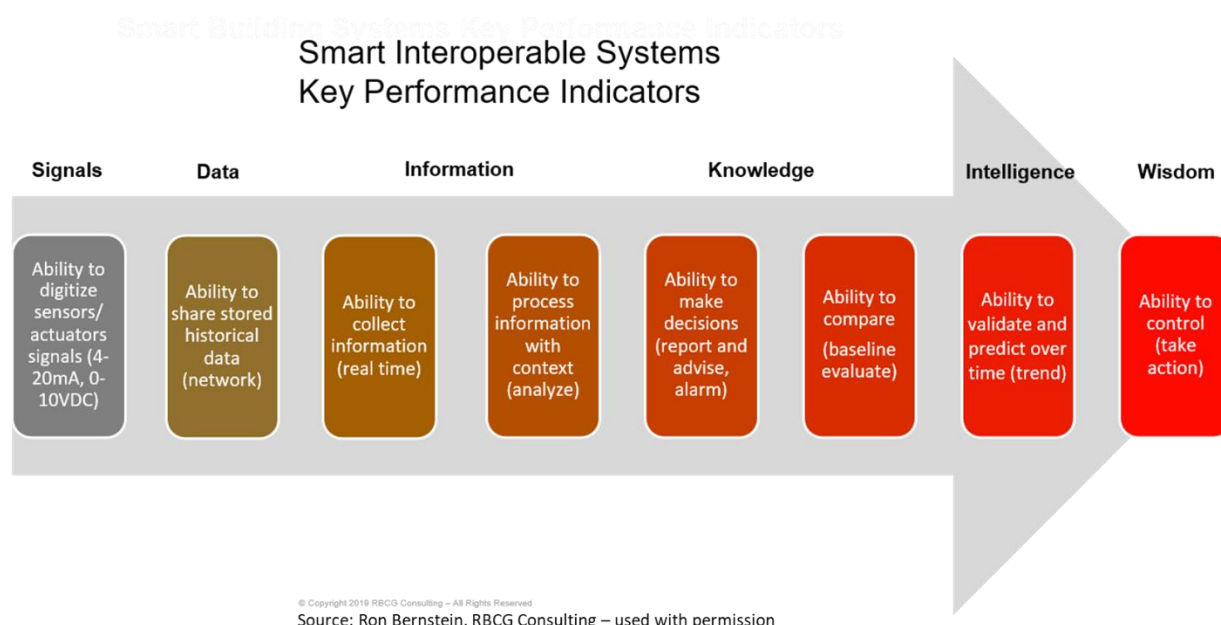 Smart Building Systems Key Performance Indicators
Smart Interoperable Systems
Key Performance Indicators
Signals
Data
Information
Knowledge
Intelligence
Wisdom
Ability to
digitize
sensors/
actuators
signals (4-
20mA, 0-
10VDC)
Ability to
share stored
historical
data
(network)
Ability to
collect
information
(real time)
Ability to
process
information
with
context
(analyze)
Ability to
make
decisions
(report and
advise,
alarm)
Ability to
compare
(baseline
evaluate)
Ability to
validate and
predict over
time (trend)
Ability to
control
(take
action)
© Copyright 2019 RBCG Consulting – All Rights Reserved
Source: Ron Bernstein, RBCG Consulting – used with permission